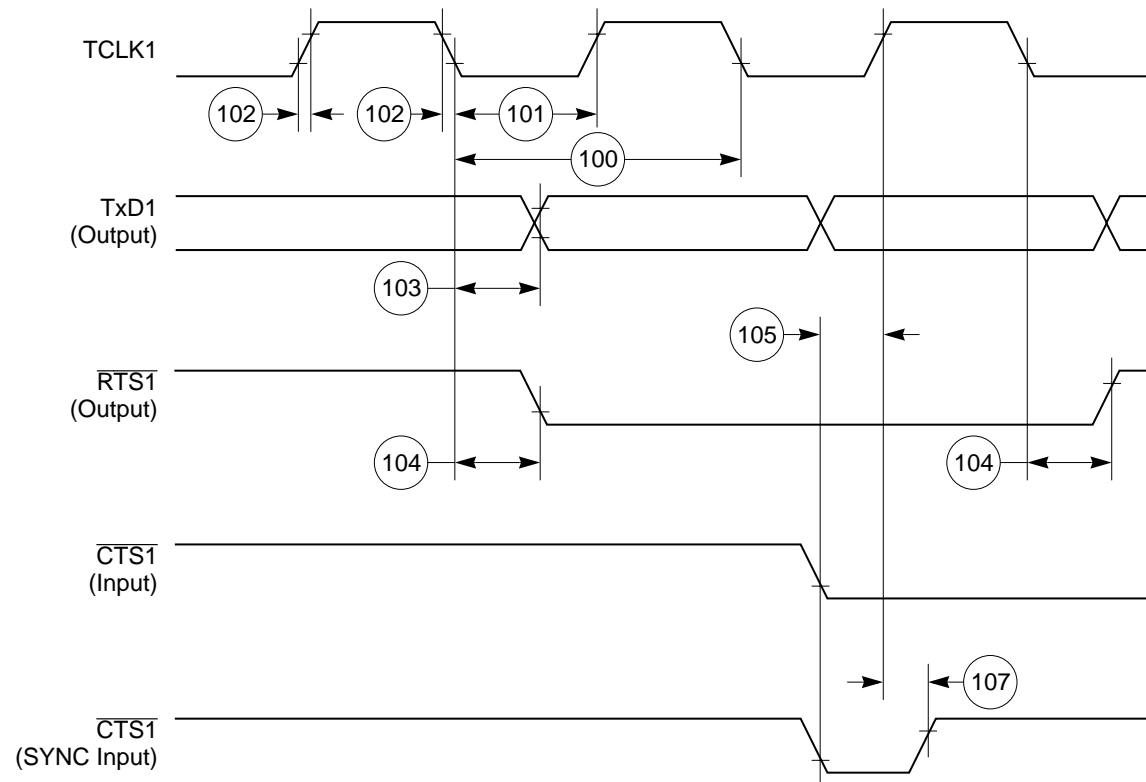 TCLK1
102
102
101
100
TxD1
(Output)
103
105
RTS1
(Output)
104
104
CTS1
(Input)
107
CTS1
(SYNC Input)